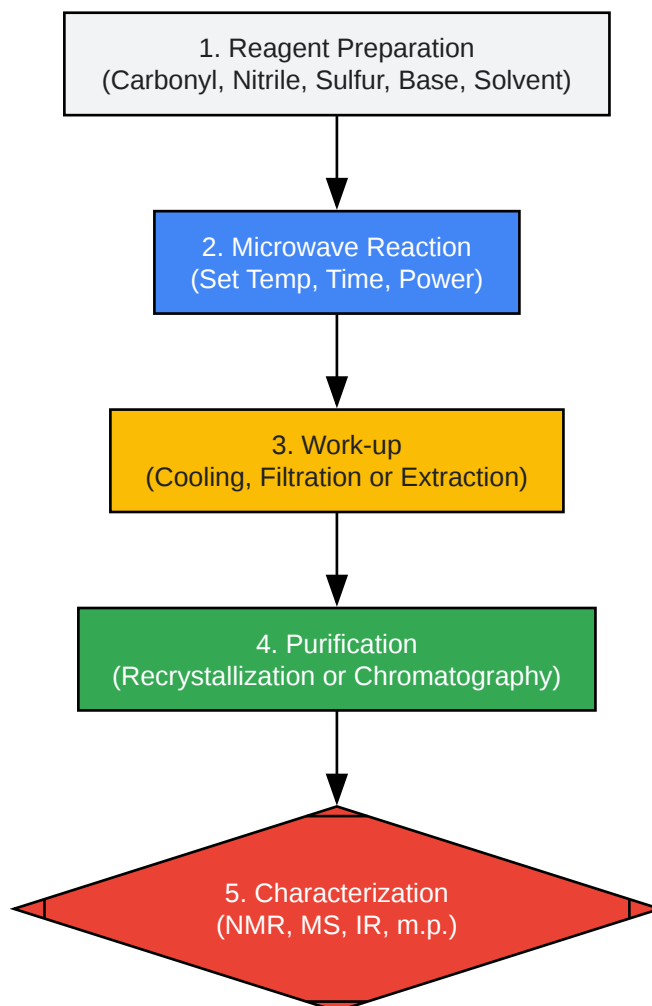 1. Reagent Preparation
(Carbonyl, Nitrile, Sulfur, Base, Solvent)
2. Microwave Reaction
(Set Temp, Time, Power)
3. Work-up
(Cooling, Filtration or Extraction)
4. Purification
(Recrystallization or Chromatography)
5. Characterization
(NMR, MS, IR, m.p.)